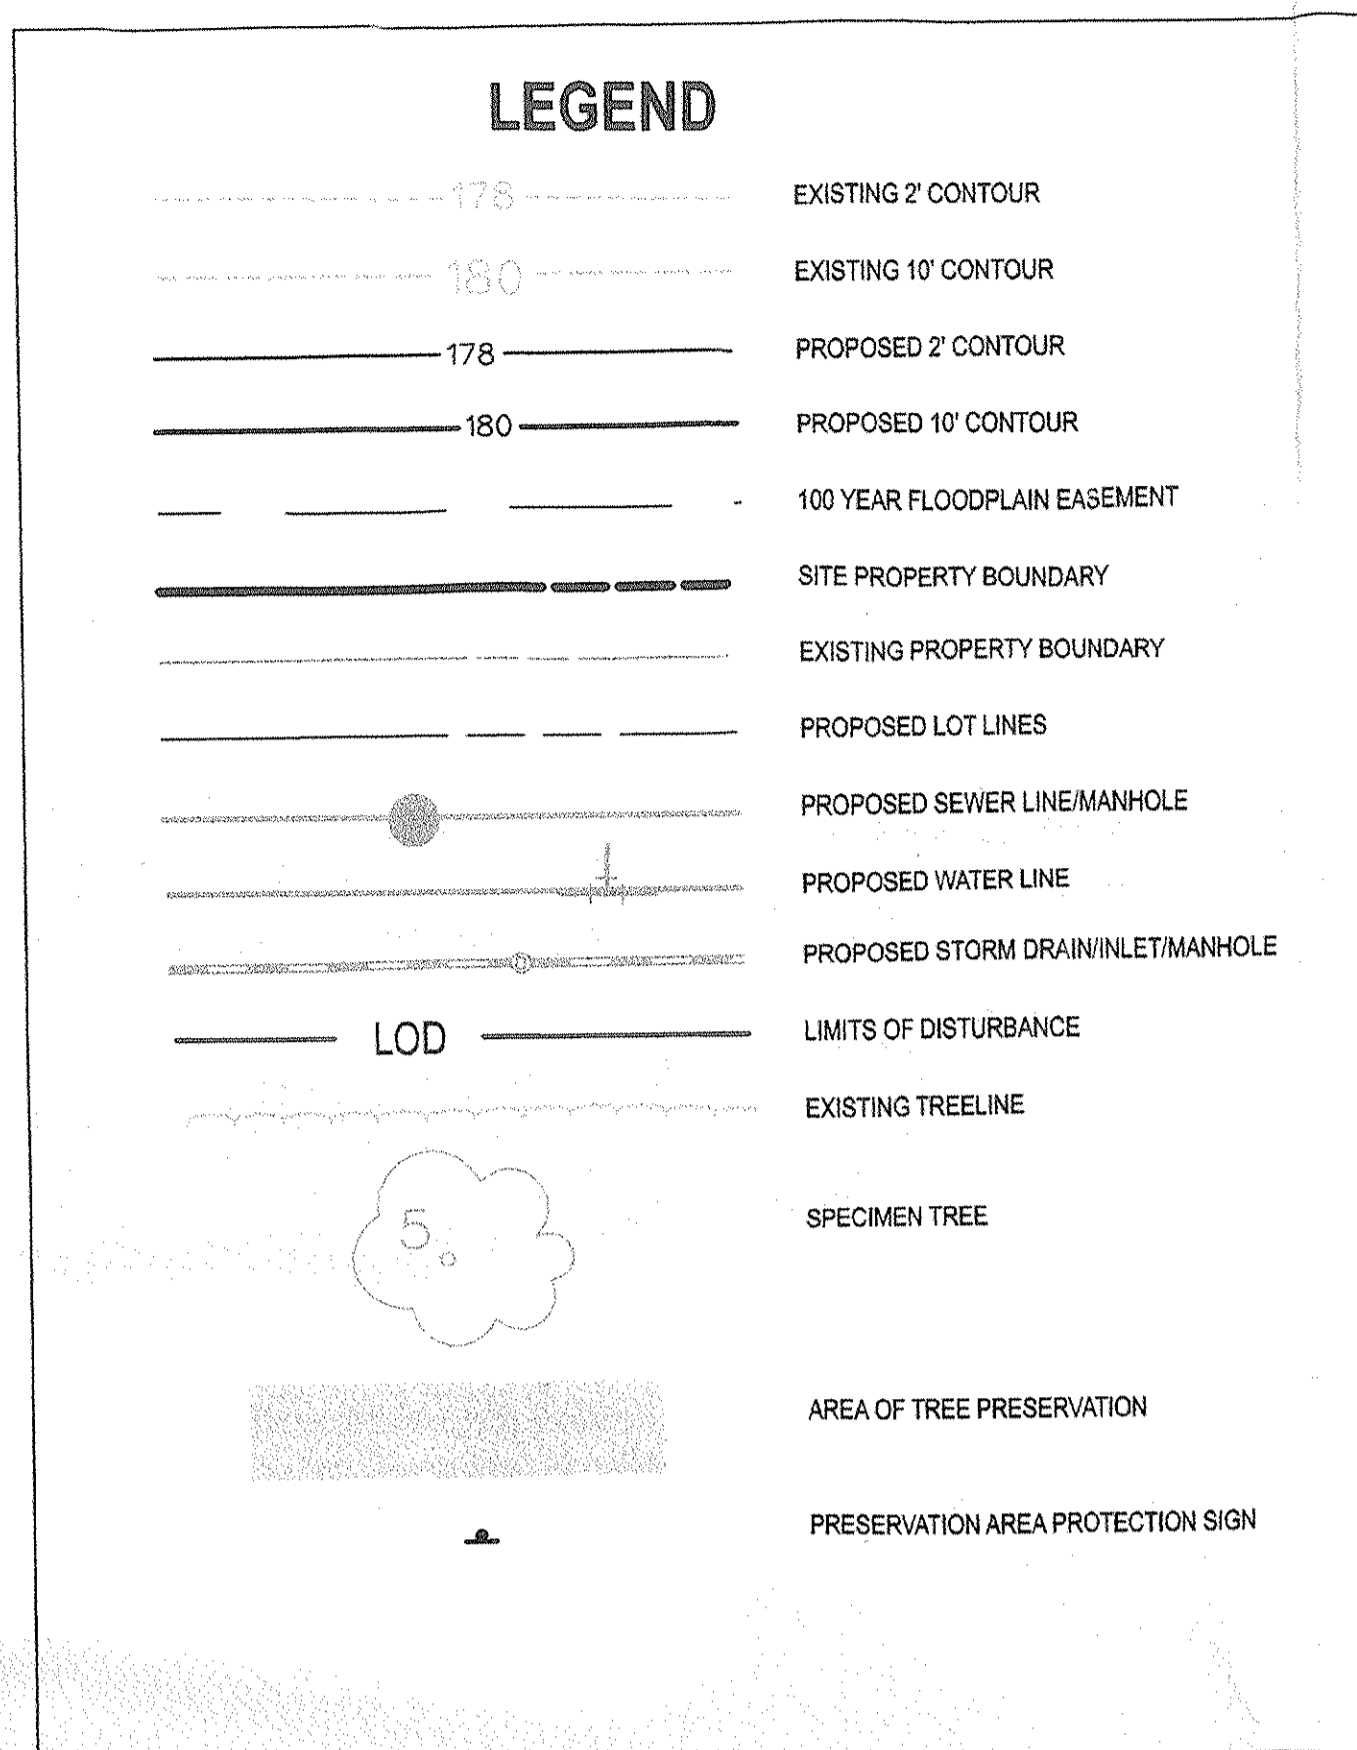 LEGEND
178 EXISTING 2' CONTOUR
180 EXISTING 10' CONTOUR
178 PROPOSED 2' CONTOUR
180 PROPOSED 10' CONTOUR
100 YEAR FLOODPLAIN EASEMENT
SITE PROPERTY BOUNDARY
EXISTING PROPERTY BOUNDARY
PROPOSED LOT LINES
PROPOSED SEWER LINE/MANHOLE
PROPOSED WATER LINE
PROPOSED STORM DRAIN/INLET/MANHOLE
LOD LIMITS OF DISTURBANCE
EXISTING TREELINE
5 SPECIMEN TREE
AREA OF TREE PRESERVATION
PRESERVATION AREA PROTECTION SIGN